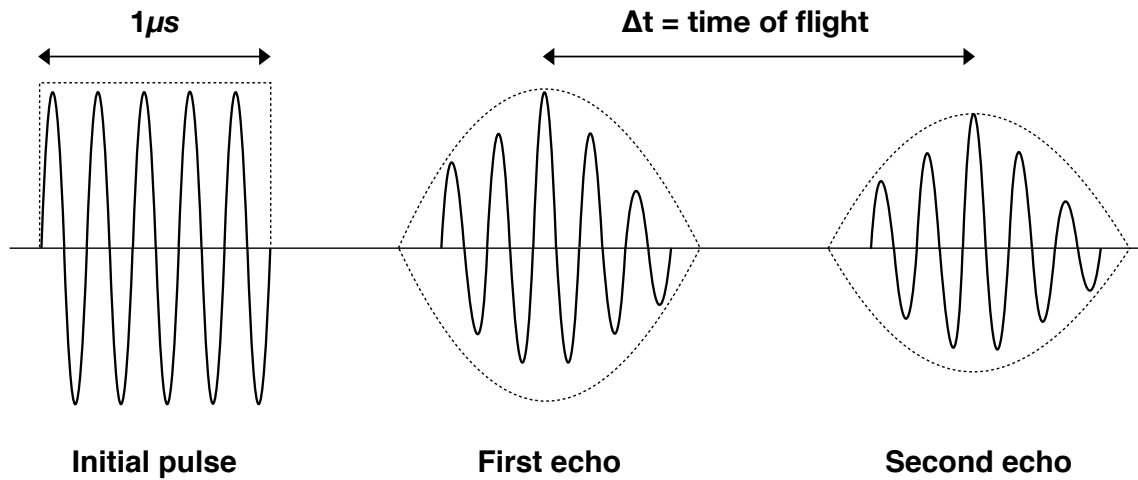 1μs
Δt = time of flight
Initial pulse
First echo
Second echo